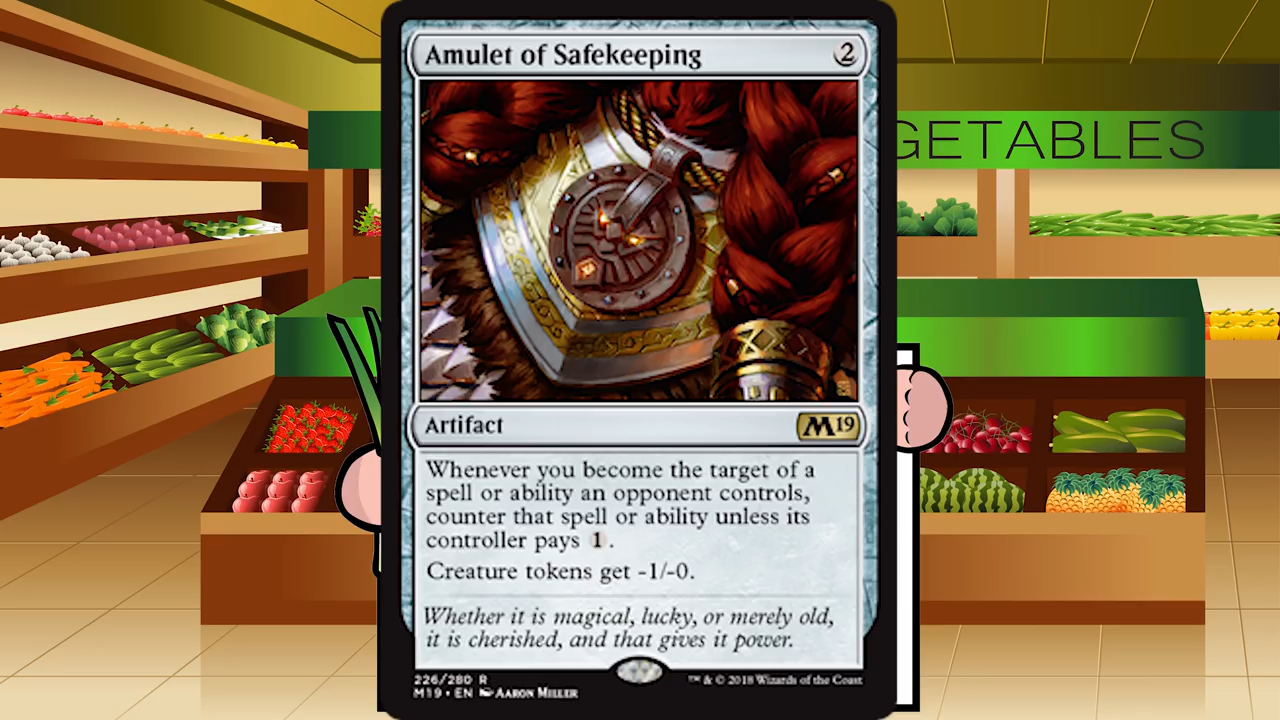 Amulet of Safekeeping 2
GETABLES
Artifact M19
Whenever you become the target of a
spell or ability an opponent controls,
counter that spell or ability unless its
controller pays 1.
Creature tokens get -1/-0.
Whether it is magical, lucky, or merely old,
it is cherished, and that gives it power.
226/280 R
M19 • EN AARON MILLER
™ & © 2018 Wizards of the Coast